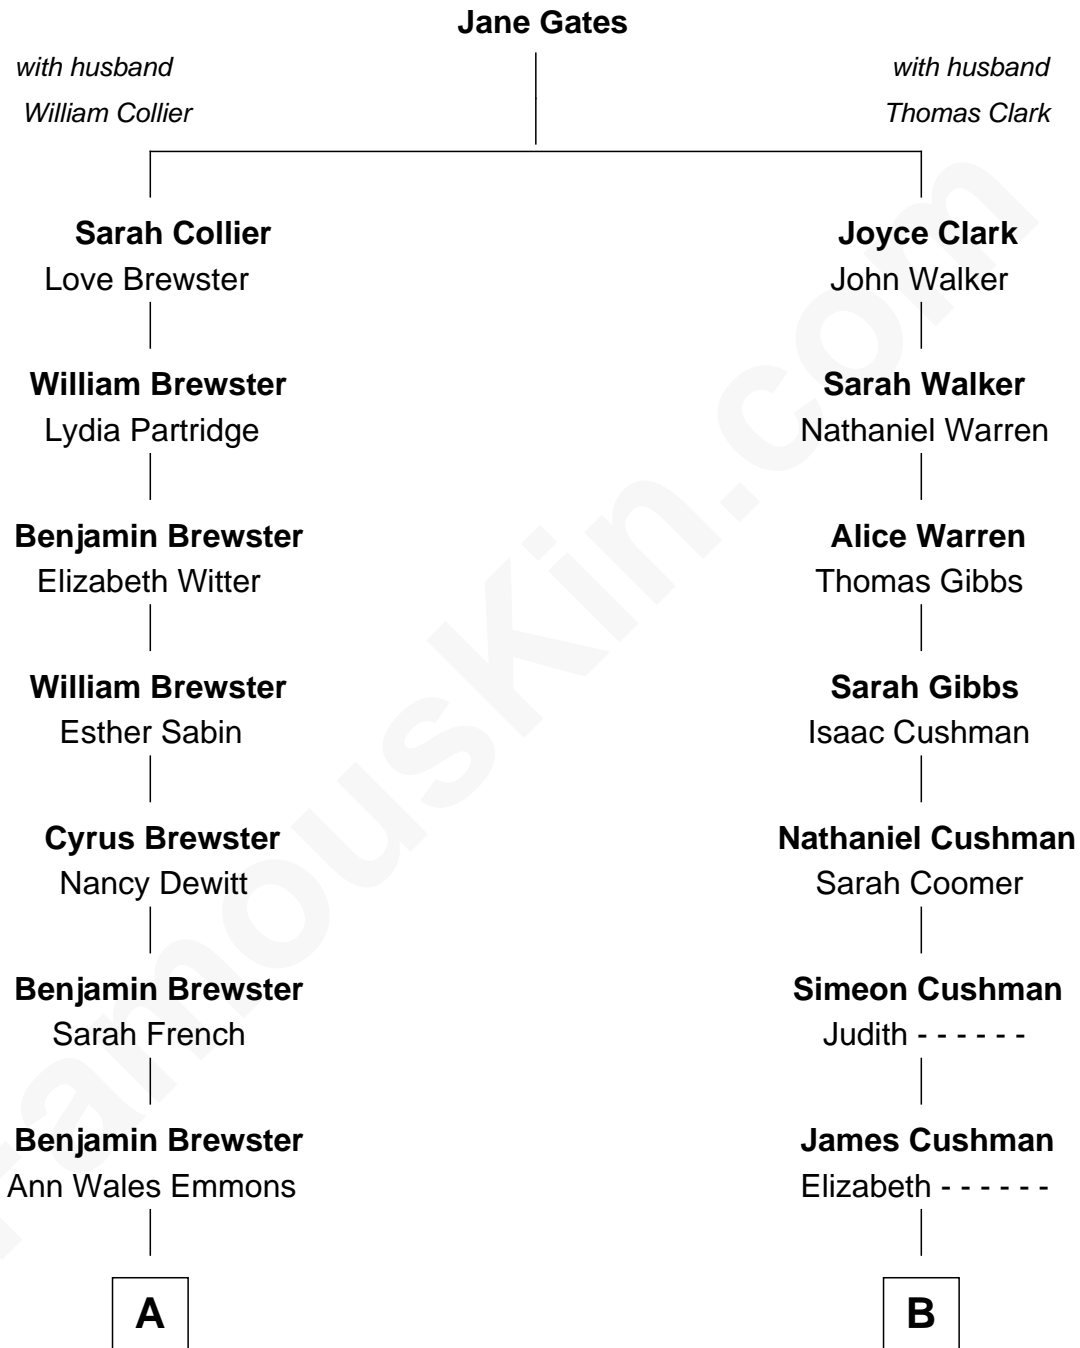 Jane Gates
with husband
William Collier
with husband
Thomas Clark
Sarah Collier
Love Brewster
Joyce Clark
John Walker
William Brewster
Lydia Partridge
Sarah Walker
Nathaniel Warren
Benjamin Brewster
Elizabeth Witter
Alice Warren
Thomas Gibbs
William Brewster
Esther Sabin
Sarah Gibbs
Isaac Cushman
Cyrus Brewster
Nancy Dewitt
Nathaniel Cushman
Sarah Coomer
Benjamin Brewster
Sarah French
Simeon Cushman
Judith - - - - - -
Benjamin Brewster
Ann Wales Emmons
James Cushman
Elizabeth - - - - - -
A
B
FamousKin.com